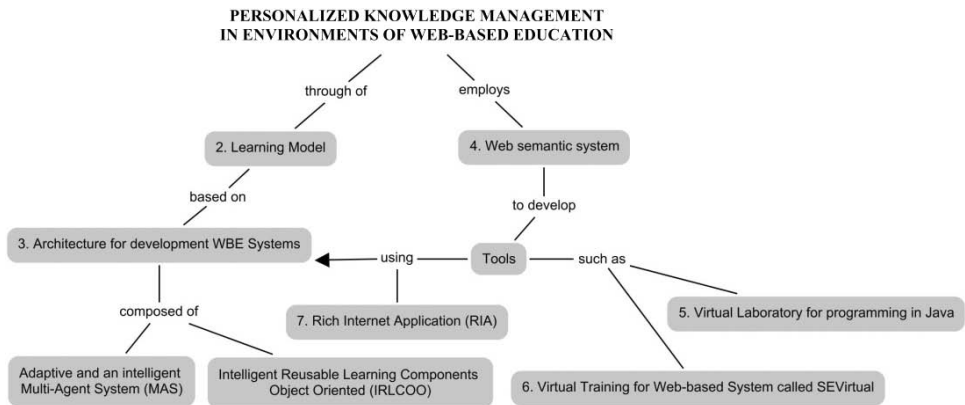 PERSONALIZED KNOWLEDGE MANAGEMENT
IN ENVIRONMENTS OF WEB-BASED EDUCATION
through of
employs
2. Learning Model
4. Web semantic system
based on
to develop
3. Architecture for development WBE Systems
using
Tools
such as
composed of
7. Rich Internet Application (RIA)
5. Virtual Laboratory for programming in Java
Adaptive and an intelligent
Multi-Agent System (MAS)
Intelligent Reusable Learning Components
Object Oriented (IRLCOO)
6. Virtual Training for Web-based System called SEVirtual